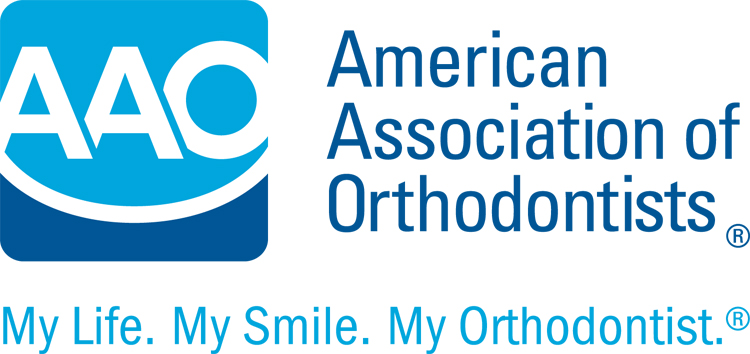 AAO
American
Association of
Orthodontists®
My Life. My Smile. My Orthodontist.®